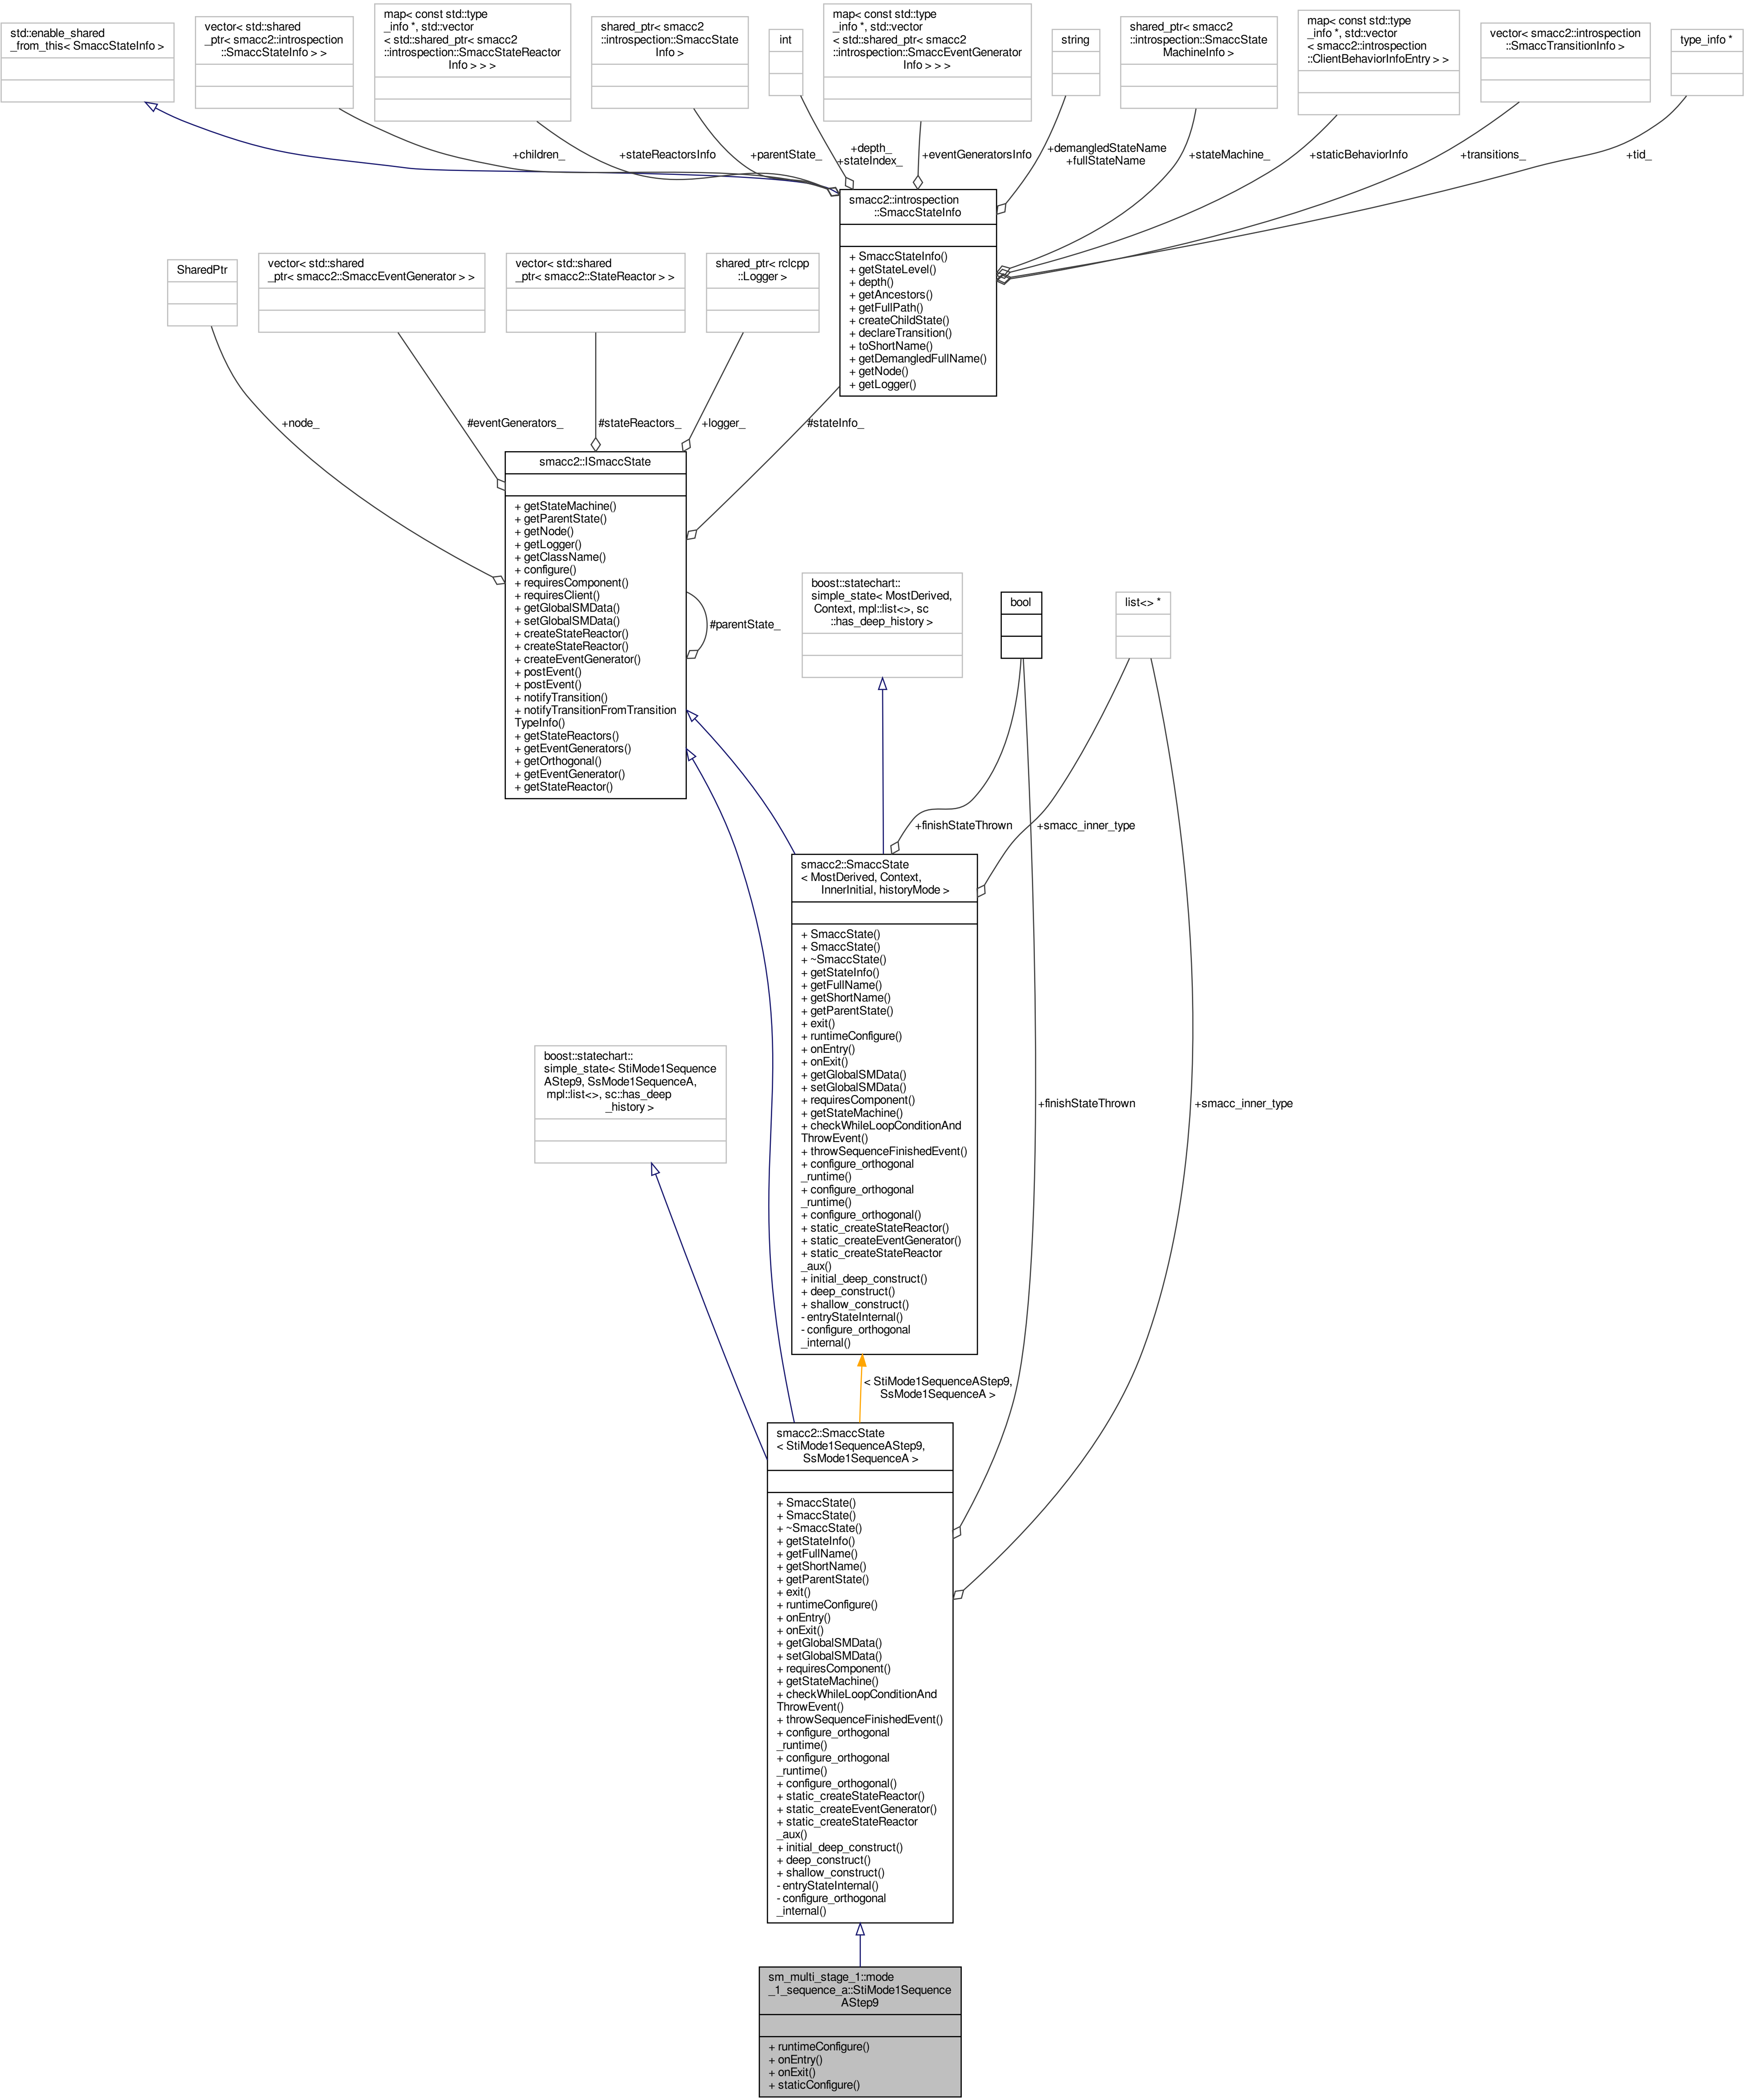 std::enable_shared
_from_this< SmaccStateInfo >
vector< std::shared
_ptr< smacc2::introspection
::SmaccStateInfo > >
map< const std::type
_info *, std::vector
< std::shared_ptr< smacc2
::introspection::SmaccStateReactor
Info > > >
shared_ptr< smacc2
::introspection::SmaccState
Info >
int
map< const std::type
_info *, std::vector
< std::shared_ptr< smacc2
::introspection::SmaccEventGenerator
Info > > >
string
shared_ptr< smacc2
::introspection::SmaccState
MachineInfo >
map< const std::type
_info *, std::vector
< smacc2::introspection
::ClientBehaviorInfoEntry > >
vector< smacc2::introspection
::SmaccTransitionInfo >
type_info *
+children_
+stateReactorsInfo
+parentState_
+depth_
+stateIndex_
+eventGeneratorsInfo
+demangledStateName
+fullStateName
+stateMachine_
+staticBehaviorInfo
+transitions_
+tid_
smacc2::introspection
::SmaccStateInfo
+ SmaccStateInfo()
+ getStateLevel()
+ depth()
+ getAncestors()
+ getFullPath()
+ createChildState()
+ declareTransition()
+ toShortName()
+ getDemangledFullName()
+ getNode()
+ getLogger()
SharedPtr
vector< std::shared
_ptr< smacc2::SmaccEventGenerator > >
vector< std::shared
_ptr< smacc2::StateReactor > >
shared_ptr< rclcpp
::Logger >
+node_
#eventGenerators_
#stateReactors_
+logger_
#stateInfo_
smacc2::ISmaccState
+ getStateMachine()
+ getParentState()
+ getNode()
+ getLogger()
+ getClassName()
+ configure()
+ requiresComponent()
+ requiresClient()
+ getGlobalSMData()
+ setGlobalSMData()
+ createStateReactor()
+ createStateReactor()
+ createEventGenerator()
+ postEvent()
+ postEvent()
+ notifyTransition()
+ notifyTransitionFromTransition
TypeInfo()
+ getStateReactors()
+ getEventGenerators()
+ getOrthogonal()
+ getEventGenerator()
+ getStateReactor()
#parentState_
boost::statechart::
simple_state< MostDerived,
Context, mpl::list<>, sc
::has_deep_history >
bool
list<> *
+finishStateThrown
+smacc_inner_type
smacc2::SmaccState
< MostDerived, Context,
InnerInitial, historyMode >
+ SmaccState()
+ SmaccState()
+ ~SmaccState()
+ getStateInfo()
+ getFullName()
+ getShortName()
+ getParentState()
+ exit()
+ runtimeConfigure()
+ onEntry()
+ onExit()
+ getGlobalSMData()
+ setGlobalSMData()
+ requiresComponent()
+ getStateMachine()
+ checkWhileLoopConditionAnd
ThrowEvent()
+ throwSequenceFinishedEvent()
+ configure_orthogonal
_runtime()
+ configure_orthogonal
_runtime()
+ configure_orthogonal()
+ static_createStateReactor()
+ static_createEventGenerator()
+ static_createStateReactor
_aux()
+ initial_deep_construct()
+ deep_construct()
+ shallow_construct()
- entryStateInternal()
- configure_orthogonal
_internal()
boost::statechart::
simple_state< StiMode1Sequence
AStep9, SsMode1SequenceA,
mpl::list<>, sc::has_deep
_history >
+finishStateThrown
+smacc_inner_type
< StiMode1SequenceAStep9,
SsMode1SequenceA >
smacc2::SmaccState
< StiMode1SequenceAStep9,
SsMode1SequenceA >
+ SmaccState()
+ SmaccState()
+ ~SmaccState()
+ getStateInfo()
+ getFullName()
+ getShortName()
+ getParentState()
+ exit()
+ runtimeConfigure()
+ onEntry()
+ onExit()
+ getGlobalSMData()
+ setGlobalSMData()
+ requiresComponent()
+ getStateMachine()
+ checkWhileLoopConditionAnd
ThrowEvent()
+ throwSequenceFinishedEvent()
+ configure_orthogonal
_runtime()
+ configure_orthogonal
_runtime()
+ configure_orthogonal()
+ static_createStateReactor()
+ static_createEventGenerator()
+ static_createStateReactor
_aux()
+ initial_deep_construct()
+ deep_construct()
+ shallow_construct()
- entryStateInternal()
- configure_orthogonal
_internal()
sm_multi_stage_1::mode
_1_sequence_a::StiMode1Sequence
AStep9
+ runtimeConfigure()
+ onEntry()
+ onExit()
+ staticConfigure()